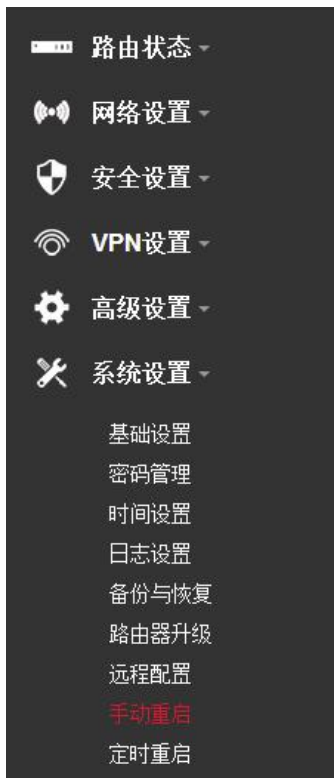 路由状态
网络设置
安全设置
VPN设置
高级设置
系统设置
基础设置
密码管理
时间设置
日志设置
备份与恢复
路由器升级
远程配置
手动重启
定时重启